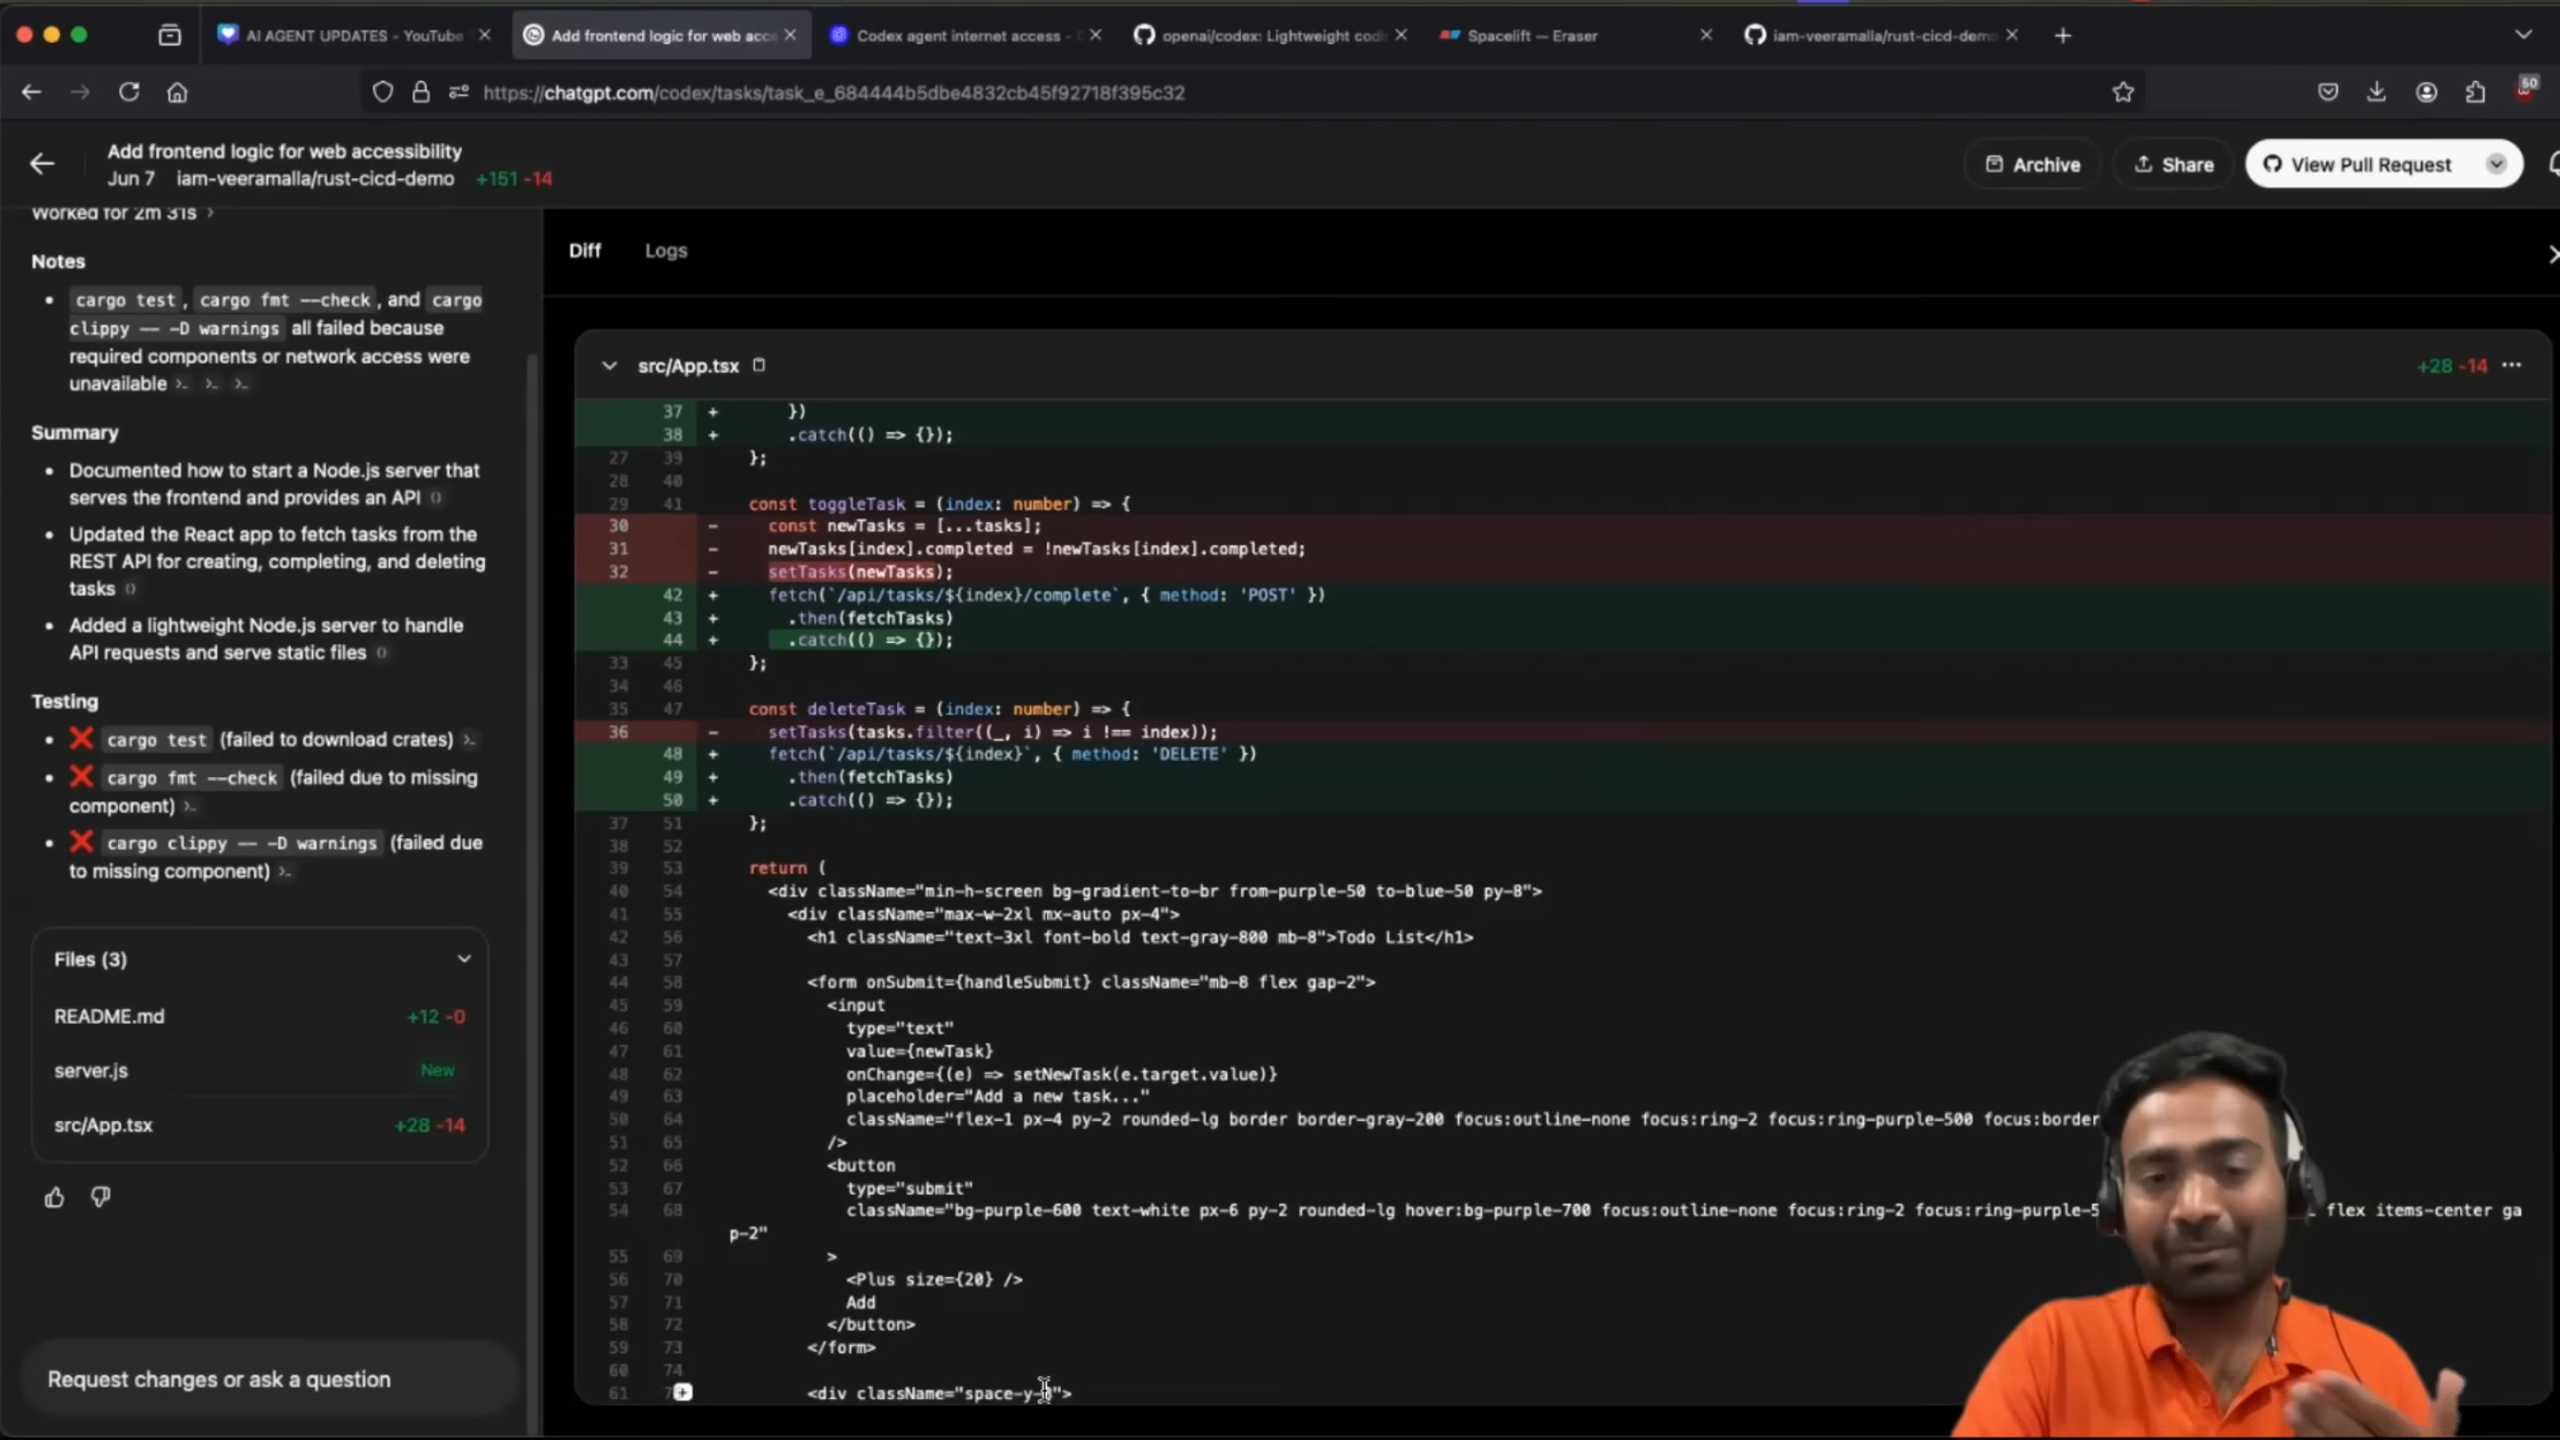 AI AGENT UPDATES - YouTube
Add frontend logic for web acce
Codex agent internet access -
openai/codex: Lightweight cod
Spacelift — Eraser
iam-veeramalla/rust-cicd-demo
https://chatgpt.com/codex/tasks/task_e_684444b5dbe4832cb45f92718f395c32
50
Add frontend logic for web accessibility
Jun 7 iam-veeramalla/rust-cicd-demo +151 -14
Archive
Share
View Pull Request
Worked for 2m 31s >
Notes
• cargo test, cargo fmt --check, and cargo
clippy -- -D warnings all failed because
required components or network access were
unavailable
Summary
• Documented how to start a Node.js server that
serves the frontend and provides an API
• Updated the React app to fetch tasks from the
REST API for creating, completing, and deleting
tasks
• Added a lightweight Node.js server to handle
API requests and serve static files
Testing
• ❌ cargo test (failed to download crates)
• ❌ cargo fmt --check (failed due to missing
component)
• ❌ cargo clippy -- -D warnings (failed due
to missing component)
Files (3)
README.md +12 -0
server.js New
src/App.tsx +28 -14
Request changes or ask a question
Diff Logs
src/App.tsx +28 -14
37 + })
38 + .catch(() => {});
27 39 };
28 40
29 41 const toggleTask = (index: number) => {
30 - const newTasks = [...tasks];
31 - newTasks[index].completed = !newTasks[index].completed;
32 - setTasks(newTasks);
42 + fetch(`/api/tasks/${index}/complete`, { method: 'POST' })
43 + .then(fetchTasks)
44 + .catch(() => {});
33 45 };
34 46
35 47 const deleteTask = (index: number) => {
36 - setTasks(tasks.filter((_, i) => i !== index));
48 + fetch(`/api/tasks/${index}`, { method: 'DELETE' })
49 + .then(fetchTasks)
50 + .catch(() => {});
37 51 };
38 52
39 53 return (
40 54 <div className="min-h-screen bg-gradient-to-br from-purple-50 to-blue-50 py-8">
41 55 <div className="max-w-2xl mx-auto px-4">
42 56 <h1 className="text-3xl font-bold text-gray-800 mb-8">Todo List</h1>
43 57
44 58 <form onSubmit={handleSubmit} className="mb-8 flex gap-2">
45 59 <input
46 60 type="text"
47 61 value={newTask}
48 62 onChange={(e) => setNewTask(e.target.value)}
49 63 placeholder="Add a new task..."
50 64 className="flex-1 px-4 py-2 rounded-lg border border-gray-200 focus:outline-none focus:ring-2 focus:ring-purple-500 focus:border
51 65 />
52 66 <button
53 67 type="submit"
54 68 className="bg-purple-600 text-white px-6 py-2 rounded-lg hover:bg-purple-700 focus:outline-none focus:ring-2 focus:ring-purple-5 flex items-center ga
p-2"
55 69 >
56 70 <Plus size={20} />
57 71 Add
58 72 </button>
59 73 </form>
60 74
61 7 <div className="space-y-